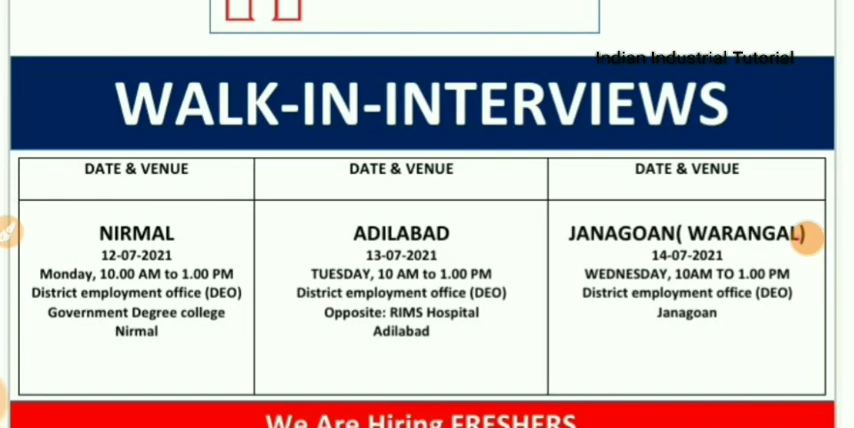 Indian Industrial Tutorial
WALK-IN-INTERVIEWS
DATE & VENUE
NIRMAL
12-07-2021
Monday, 10.00 AM to 1.00 PM
District employment office (DEO)
Government Degree college
Nirmal
DATE & VENUE
ADILABAD
13-07-2021
TUESDAY, 10 AM to 1.00 PM
District employment office (DEO)
Opposite: RIMS Hospital
Adilabad
DATE & VENUE
JANAGOAN( WARANGAL)
14-07-2021
WEDNESDAY, 10AM TO 1.00 PM
District employment office (DEO)
Janagoan
We Are Hiring FRESHERS